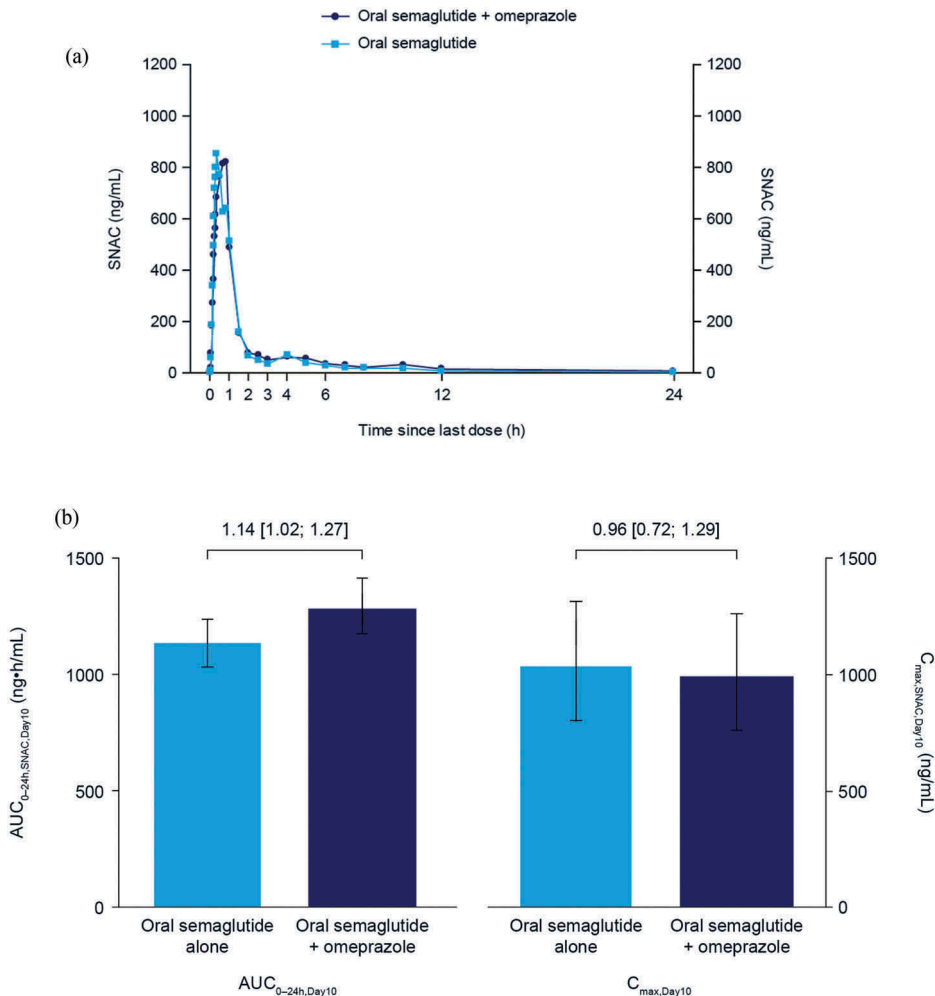 Oral semaglutide + omeprazole
Oral semaglutide
(a)
1200
1000
800
600
400
200
0
SNAC (ng/mL)
1200
1000
800
600
400
200
0
SNAC (ng/mL)
0 1 2 3 4 6 12 24
Time since last dose (h)
(b)
1.14 [1.02; 1.27]
0.96 [0.72; 1.29]
1500
1000
500
0
AUC0–24h,SNAC,Day10 (ng•h/mL)
1500
1000
500
0
Cmax,SNAC,Day10 (ng/mL)
Oral semaglutide alone
Oral semaglutide + omeprazole
Oral semaglutide alone
Oral semaglutide + omeprazole
AUC0–24h,Day10
Cmax,Day10